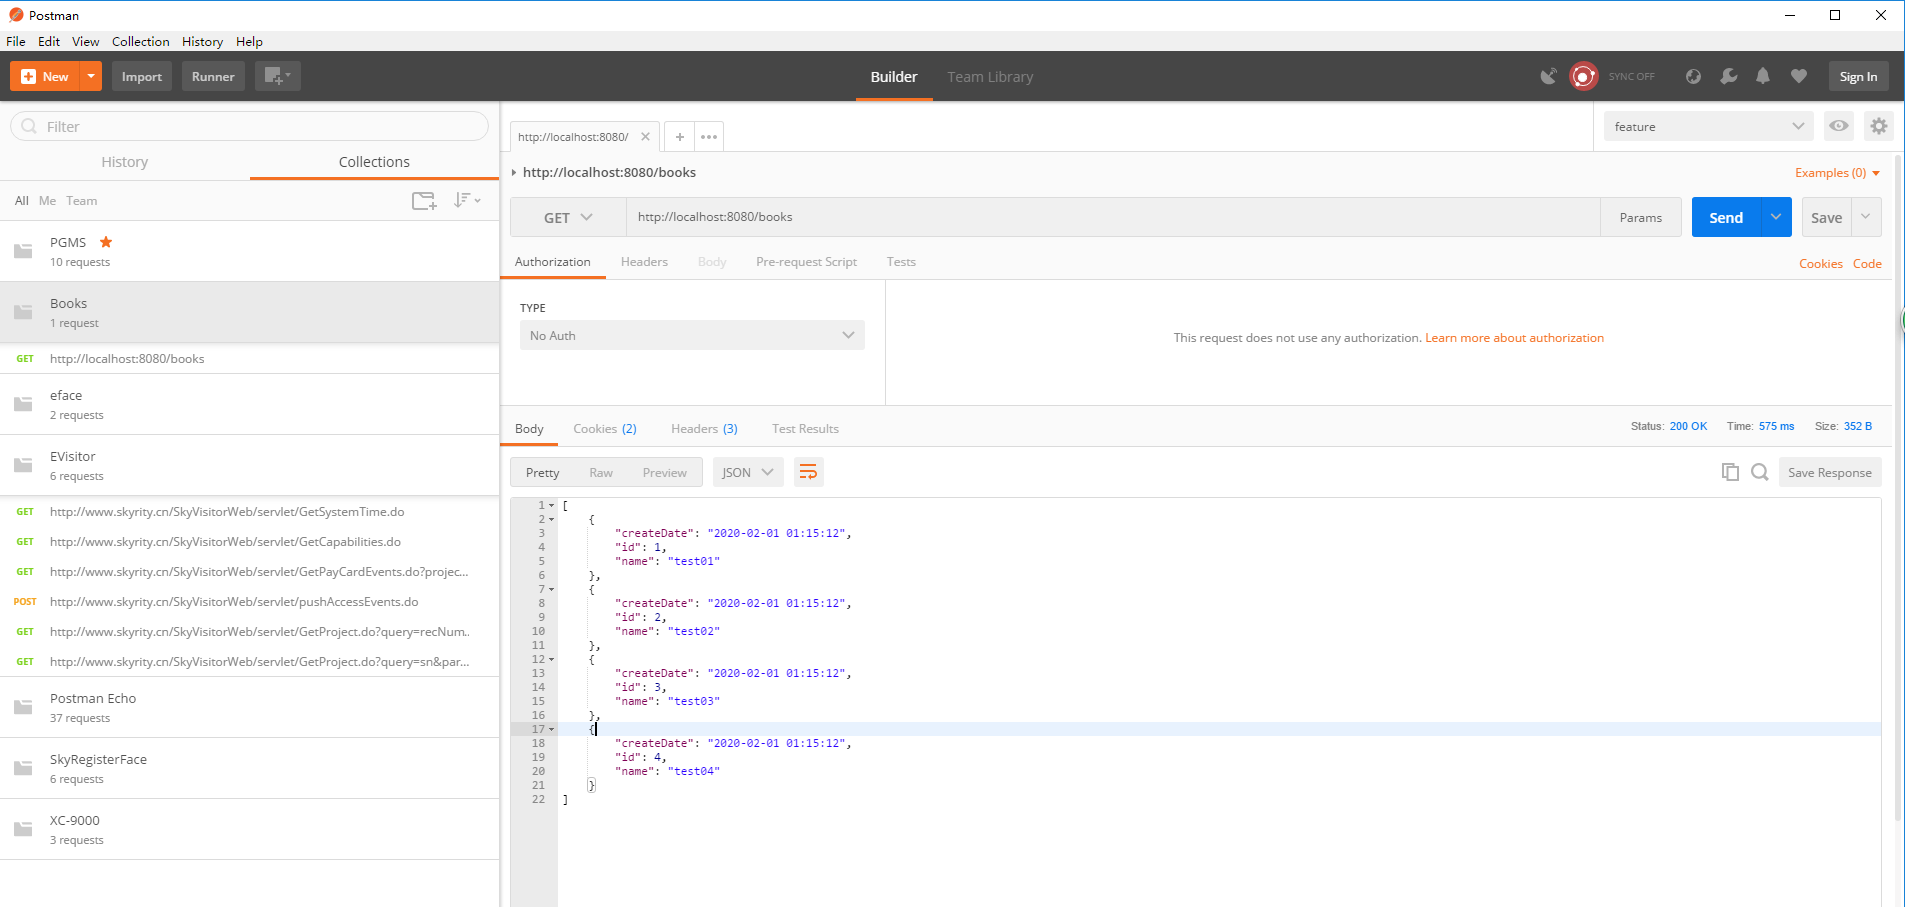 Postman
File Edit View Collection History Help
New Import Runner Builder Team Library SYNC OFF Sign In
Filter
History Collections
All Me Team
PGMS
10 requests
Books
1 request
GET http://localhost:8080/books
eface
2 requests
EVisitor
6 requests
GET http://www.skyrity.cn/SkyVisitorWeb/servlet/GetSystemTime.do
GET http://www.skyrity.cn/SkyVisitorWeb/servlet/GetCapabilities.do
GET http://www.skyrity.cn/SkyVisitorWeb/servlet/GetPayCardEvents.do?projec...
POST http://www.skyrity.cn/SkyVisitorWeb/servlet/pushAccessEvents.do
GET http://www.skyrity.cn/SkyVisitorWeb/servlet/GetProject.do?query=recNum..
GET http://www.skyrity.cn/SkyVisitorWeb/servlet/GetProject.do?query=sn&par...
Postman Echo
37 requests
SkyRegisterFace
6 requests
XC-9000
3 requests
http://localhost:8080/ feature
http://localhost:8080/books Examples (0)
GET http://localhost:8080/books Params Send Save
Authorization Headers Body Pre-request Script Tests Cookies Code
TYPE
No Auth
This request does not use any authorization. Learn more about authorization
Body Cookies (2) Headers (3) Test Results Status: 200 OK Time: 575 ms Size: 352 B
Pretty Raw Preview JSON Save Response
1 [
2 {
3 "createDate": "2020-02-01 01:15:12",
4 "id": 1,
5 "name": "test01"
6 },
7 {
8 "createDate": "2020-02-01 01:15:12",
9 "id": 2,
10 "name": "test02"
11 },
12 {
13 "createDate": "2020-02-01 01:15:12",
14 "id": 3,
15 "name": "test03"
16 },
17 {
18 "createDate": "2020-02-01 01:15:12",
19 "id": 4,
20 "name": "test04"
21 }
22 ]